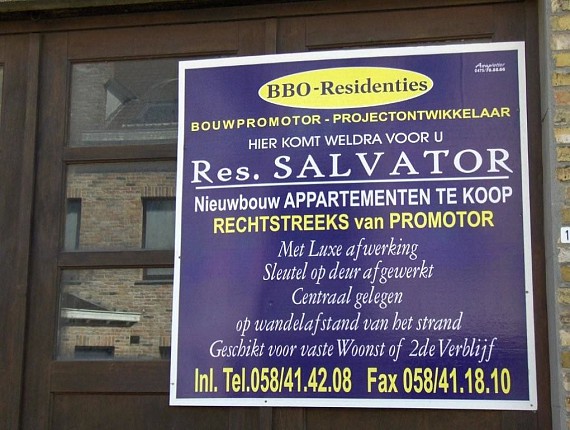 BBO-Residenties
BOUWPROMOTOR - PROJECTONTWIKKELAAR
HIER KOMT WELDRA VOOR U
Res. SALVATOR
Nieuwbouw APPARTEMENTEN TE KOOP
RECHTSTREEKS van PROMOTOR
Met Luxe afwerking
Sleutel op deur afgewerkt
Centraal gelegen
op wandelafstand van het strand
Geschikt voor vaste Woonst of 2de Verblijf
Inl. Tel.058/41.42.08 Fax 058/41.18.10
1